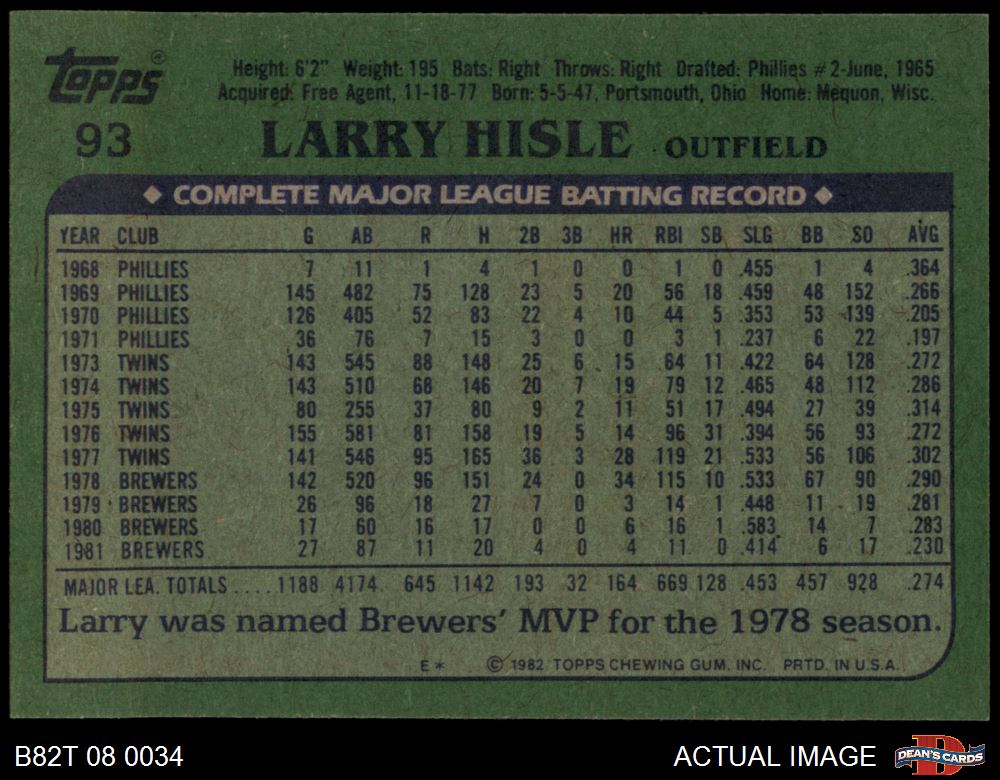 Topps®
Height: 6'2" Weight: 195 Bats: Right Throws: Right Drafted: Phillies #2-June, 1965
Acquired: Free Agent, 11-18-77 Born: 5-5-47, Portsmouth, Ohio Home: Mequon, Wisc.
93 LARRY HISLE OUTFIELD
◆ COMPLETE MAJOR LEAGUE BATTING RECORD ◆
YEAR CLUB G AB R H 2B 3B HR RBI SB SLG BB SO AVG
1968 PHILLIES 7 11 1 4 1 0 0 1 0 .455 1 4 .364
1969 PHILLIES 145 482 75 128 23 5 20 56 18 .459 48 152 .266
1970 PHILLIES 126 405 52 83 22 4 10 44 5 .353 53 139 .205
1971 PHILLIES 36 76 7 15 3 0 0 3 1 .237 6 22 .197
1973 TWINS 143 545 88 148 25 6 15 64 11 .422 64 128 .272
1974 TWINS 143 510 68 146 20 7 19 79 12 .465 48 112 .286
1975 TWINS 80 255 37 80 9 2 11 51 17 .494 27 39 .314
1976 TWINS 155 581 81 158 19 5 14 96 31 .394 56 93 .272
1977 TWINS 141 546 95 165 36 3 28 119 21 .533 56 106 .302
1978 BREWERS 142 520 96 151 24 0 34 115 10 .533 67 90 .290
1979 BREWERS 26 96 18 27 7 0 3 14 1 .448 11 19 .281
1980 BREWERS 17 60 16 17 0 0 6 16 1 .583 14 7 .283
1981 BREWERS 27 87 11 20 4 0 4 11 0 .414 6 17 .230
MAJOR LEA. TOTALS .... 1188 4174 645 1142 193 32 164 669 128 .453 457 928 .274
Larry was named Brewers' MVP for the 1978 season.
E* © 1982 TOPPS CHEWING GUM, INC. PRTD. IN U.S.A.
B82T 08 0034 ACTUAL IMAGE D DEAN'S CARDS